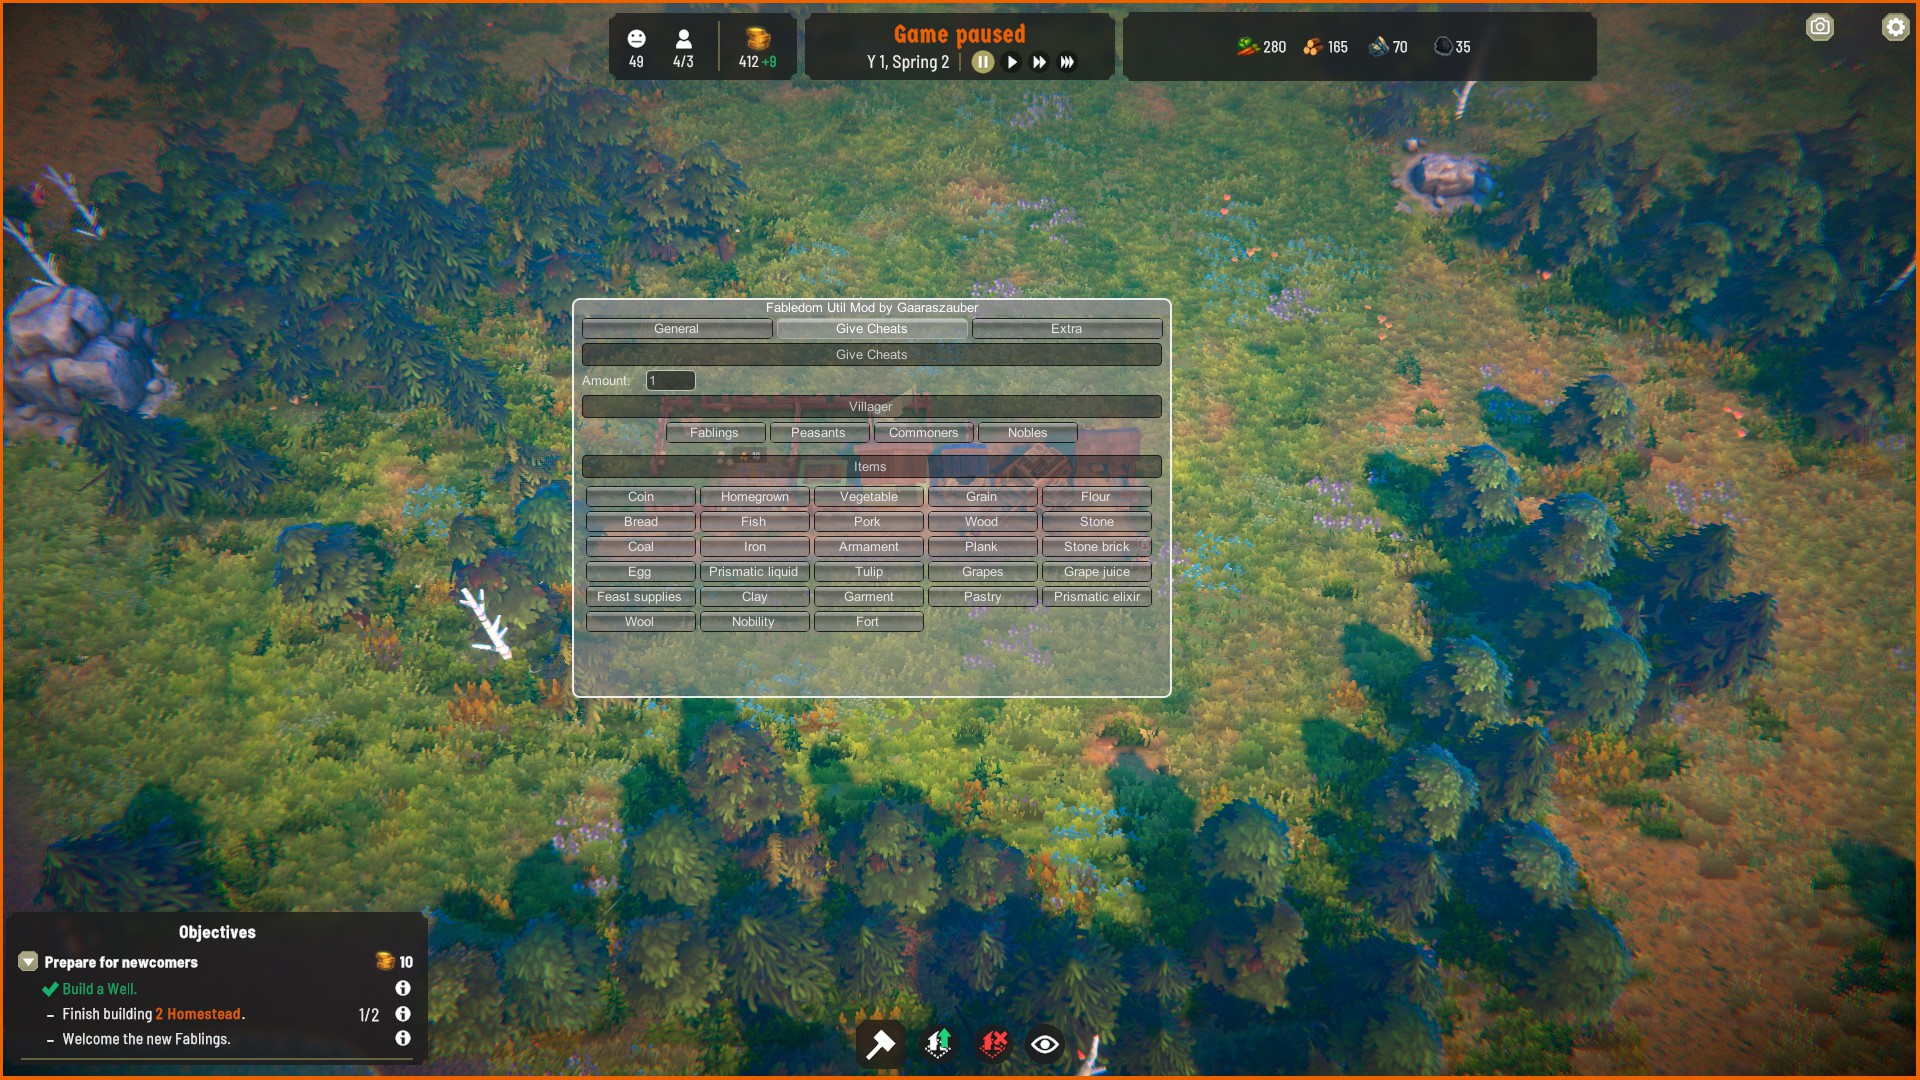 49
4/3
412 +9
Game paused
Y 1, Spring 2
280
165
70
35
Fabledom Util Mod by Gaaraszauber
General
Give Cheats
Extra
Give Cheats
Amount: 1
Villager
Fablings
Peasants
Commoners
Nobles
Items
Coin
Homegrown
Vegetable
Grain
Flour
Bread
Fish
Pork
Wood
Stone
Coal
Iron
Armament
Plank
Stone brick
Egg
Prismatic liquid
Tulip
Grapes
Grape juice
Feast supplies
Clay
Garment
Pastry
Prismatic elixir
Wool
Nobility
Fort
Objectives
Prepare for newcomers 10
Build a Well.
– Finish building 2 Homestead. 1/2
– Welcome the new Fablings.